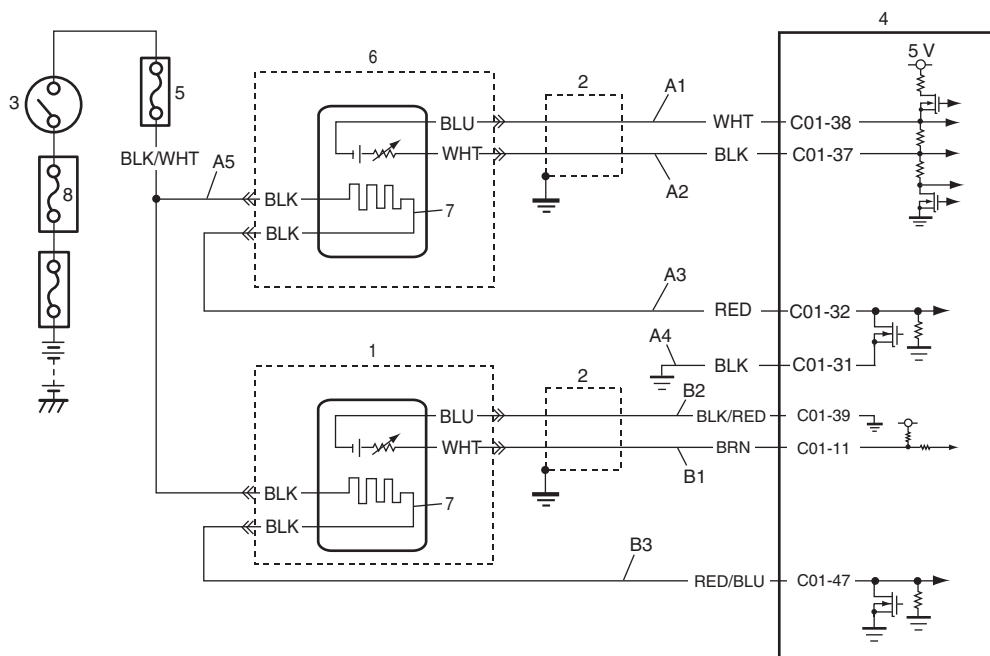 4
5 V
6
2
A1
3
5
BLU
WHT
C01-38
BLK/WHT
A5
WHT
BLK
C01-37
A2
8
BLK
7
BLK
A3
RED
C01-32
A4
1
BLK
C01-31
2
B2
BLU
BLK/RED
C01-39
WHT
BRN
C01-11
B1
BLK
7
BLK
B3
RED/BLU
C01-47